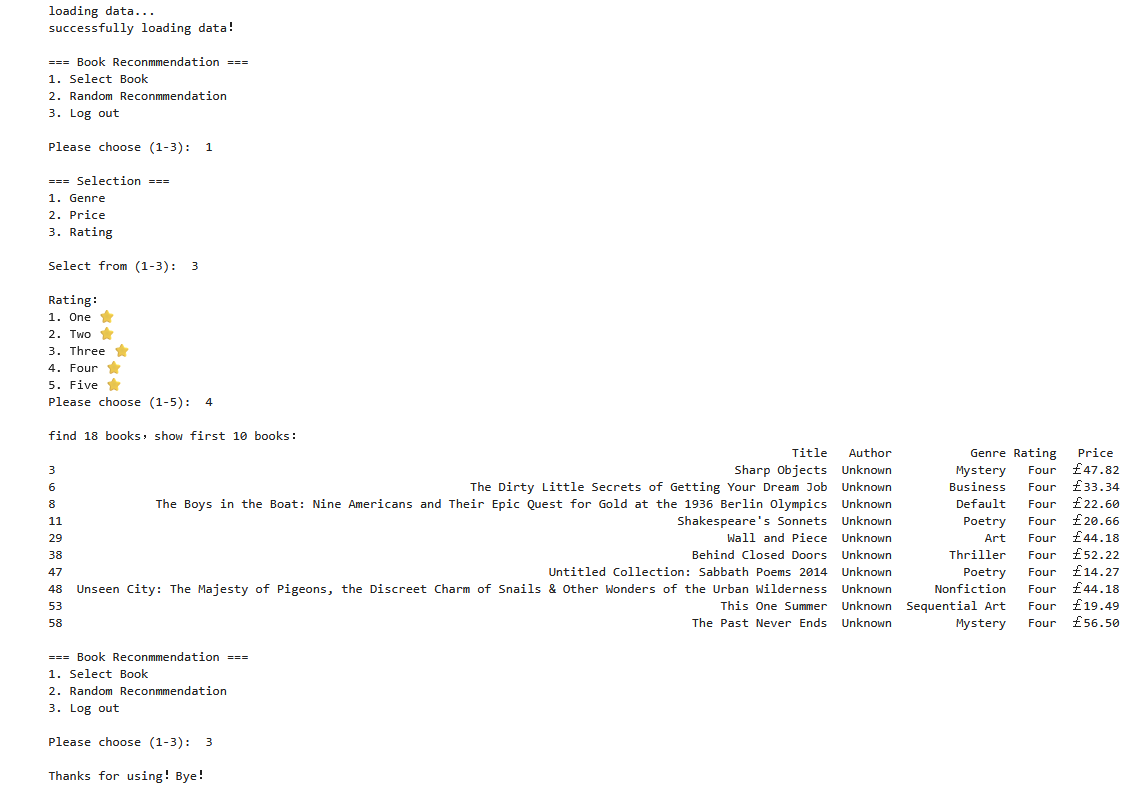 loading data...
successfully loading data！
=== Book Reconmmendation ===
1. Select Book
2. Random Reconmmendation
3. Log out
Please choose (1-3):  1
=== Selection ===
1. Genre
2. Price
3. Rating
Select from (1-3):  3
Rating:
1. One ⭐
2. Two ⭐
3. Three ⭐
4. Four ⭐
5. Five ⭐
Please choose (1-5):  4
find 18 books，show first 10 books：
Title Author Genre Rating Price
3 Sharp Objects Unknown Mystery Four £47.82
6 The Dirty Little Secrets of Getting Your Dream Job Unknown Business Four £33.34
8 The Boys in the Boat: Nine Americans and Their Epic Quest for Gold at the 1936 Berlin Olympics Unknown Default Four £22.60
11 Shakespeare's Sonnets Unknown Poetry Four £20.66
29 Wall and Piece Unknown Art Four £44.18
38 Behind Closed Doors Unknown Thriller Four £52.22
47 Untitled Collection: Sabbath Poems 2014 Unknown Poetry Four £14.27
48 Unseen City: The Majesty of Pigeons, the Discreet Charm of Snails & Other Wonders of the Urban Wilderness Unknown Nonfiction Four £44.18
53 This One Summer Unknown Sequential Art Four £19.49
58 The Past Never Ends Unknown Mystery Four £56.50
=== Book Reconmmendation ===
1. Select Book
2. Random Reconmmendation
3. Log out
Please choose (1-3):  3
Thanks for using！Bye！